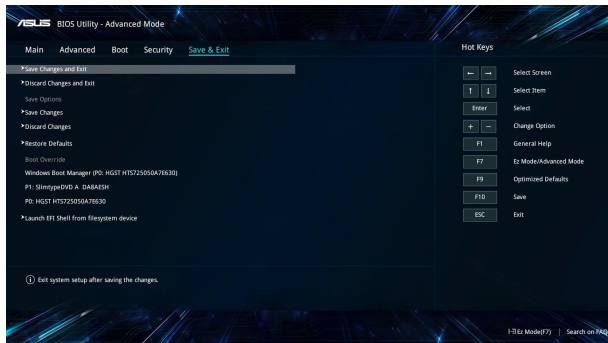 ASUS BIOS Utility - Advanced Mode
Main Advanced Boot Security Save & Exit
Save Changes and Exit
Discard Changes and Exit
Save Options
Save Changes
Discard Changes
Restore Defaults
Boot Override
Windows Boot Manager (P0: HGST HTS725050A7E630)
P1: SlimtypeDVD A DA8AESH
P0: HGST HTS725050A7E630
Launch EFI Shell from filesystem device
Exit system setup after saving the changes.
Hot Keys
← → Select Screen
↑ ↓ Select Item
Enter Select
+ − Change Option
F1 General Help
F7 Ez Mode/Advanced Mode
F9 Optimized Defaults
F10 Save
ESC Exit
Ez Mode(F7) | Search on FAQ